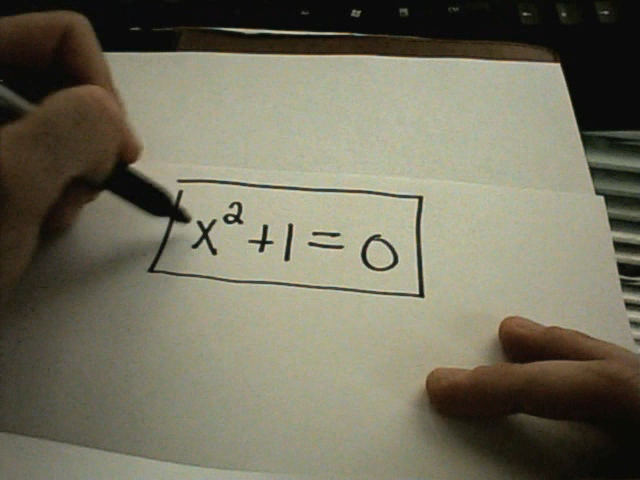 x² + 1 = 0